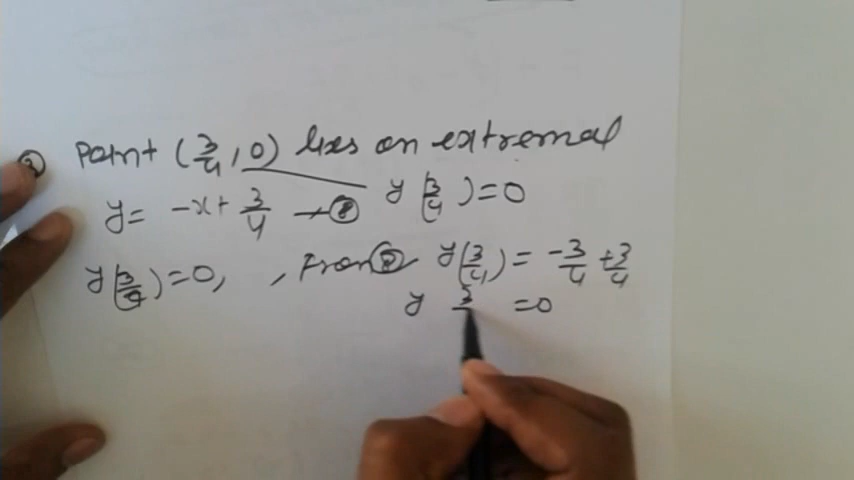 ② Point (3/4, 0) lies on extremal
y = -x + 3/4 — ⑧ y(3/4) = 0
y(3/4) = 0, , From ⑧ y(3/4) = -3/4 + 3/4
y 3 = 0